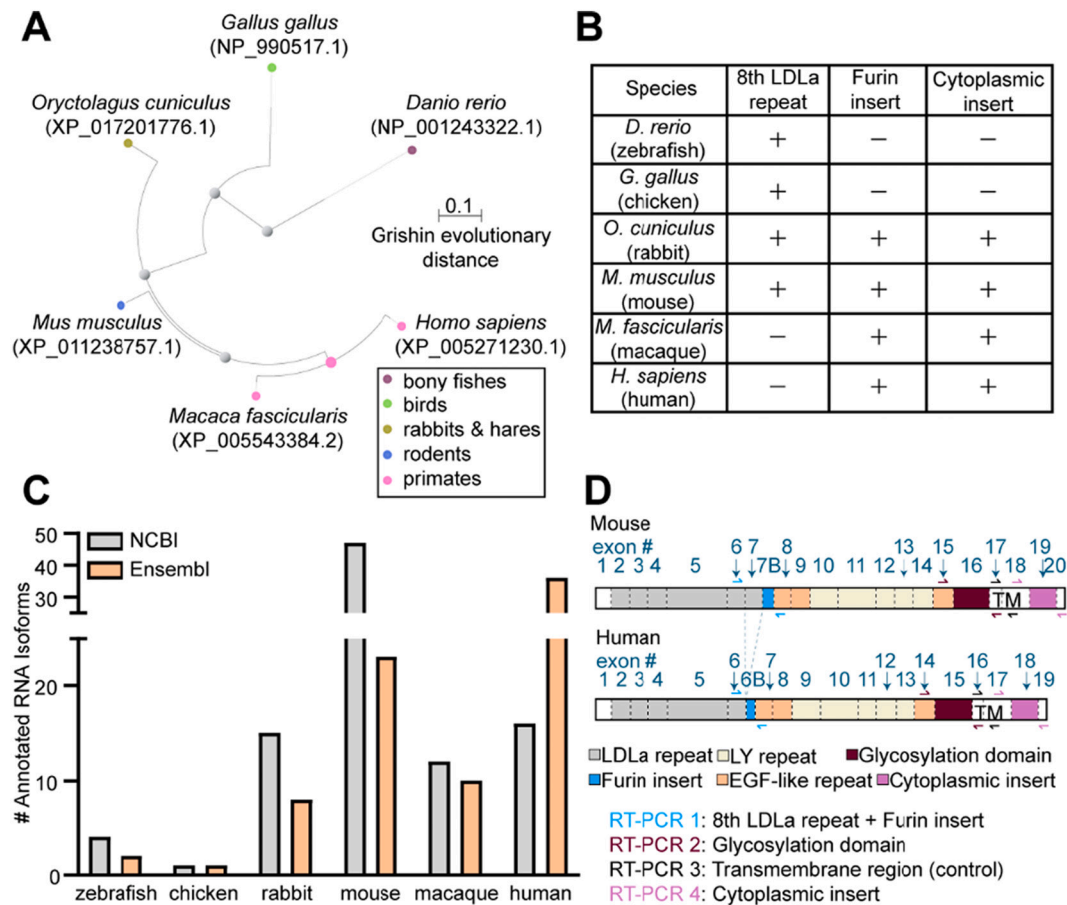 A
Gallus gallus
(NP_990517.1)
Oryctolagus cuniculus
(XP_017201776.1)
Danio rerio
(NP_001243322.1)
0.1
Grishin evolutionary
distance
Mus musculus
(XP_011238757.1)
Homo sapiens
(XP_005271230.1)
Macaca fascicularis
(XP_005543384.2)
bony fishes
birds
rabbits & hares
rodents
primates
B
Species
8th LDLa
repeat
Furin
insert
Cytoplasmic
insert
D. rerio
(zebrafish)
+ − −
G. gallus
(chicken)
+ − −
O. cuniculus
(rabbit)
+ + +
M. musculus
(mouse)
+ + +
M. fascicularis
(macaque)
− + +
H. sapiens
(human)
− + +
C
# Annotated RNA Isoforms
50
40
30
20
10
0
NCBI
Ensembl
zebrafish chicken rabbit mouse macaque human
D
Mouse
exon #
6 8 13 15 17 19
1 2 3 4 5 7 7B 9 10 11 12 14 16 18 20
TM
Human
exon #
6 7 12 14 16 18
1 2 3 4 5 6B 8 9 10 11 13 15 17 19
TM
LDLa repeat
LY repeat
Glycosylation domain
Furin insert
EGF-like repeat
Cytoplasmic insert
RT-PCR 1: 8th LDLa repeat + Furin insert
RT-PCR 2: Glycosylation domain
RT-PCR 3: Transmembrane region (control)
RT-PCR 4: Cytoplasmic insert